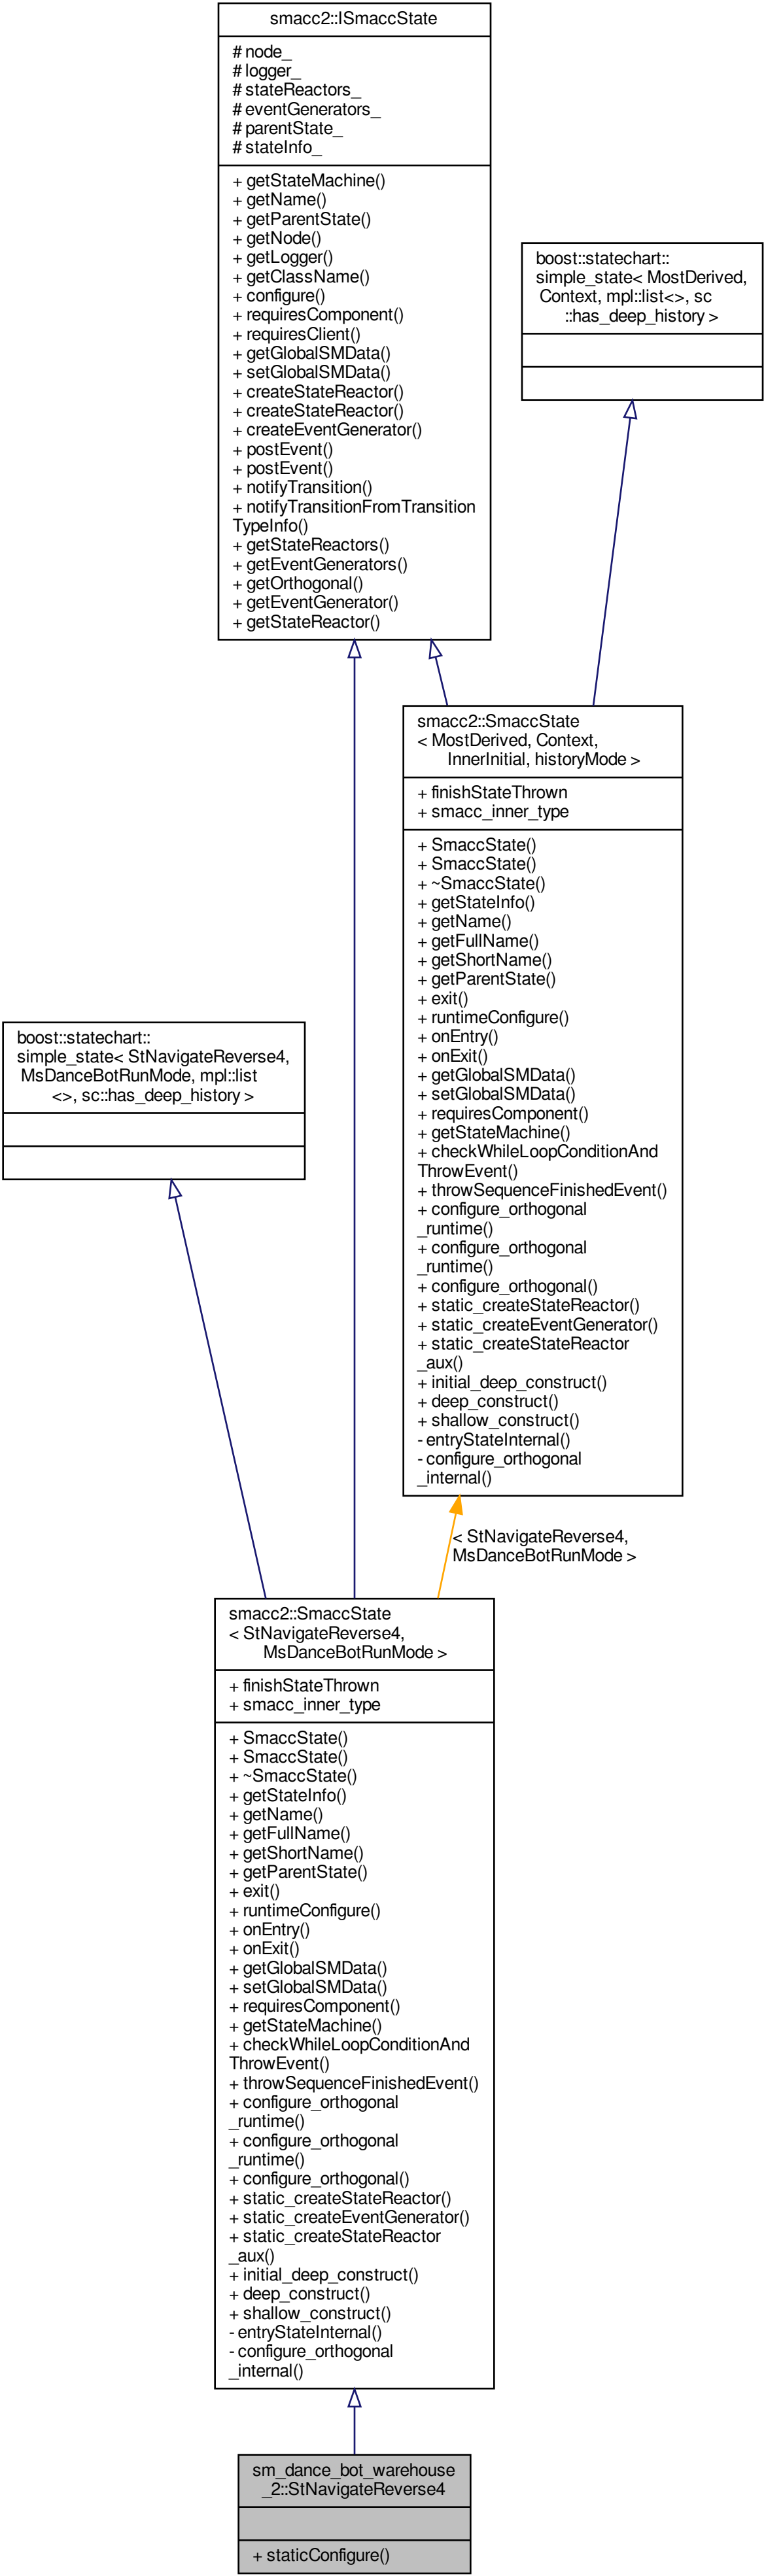 smacc2::ISmaccState
# node_
# logger_
# stateReactors_
# eventGenerators_
# parentState_
# stateInfo_
+ getStateMachine()
+ getName()
+ getParentState()
+ getNode()
+ getLogger()
+ getClassName()
+ configure()
+ requiresComponent()
+ requiresClient()
+ getGlobalSMData()
+ setGlobalSMData()
+ createStateReactor()
+ createStateReactor()
+ createEventGenerator()
+ postEvent()
+ postEvent()
+ notifyTransition()
+ notifyTransitionFromTransition
TypeInfo()
+ getStateReactors()
+ getEventGenerators()
+ getOrthogonal()
+ getEventGenerator()
+ getStateReactor()
boost::statechart::
simple_state< MostDerived,
Context, mpl::list<>, sc
::has_deep_history >
smacc2::SmaccState
< MostDerived, Context,
InnerInitial, historyMode >
+ finishStateThrown
+ smacc_inner_type
+ SmaccState()
+ SmaccState()
+ ~SmaccState()
+ getStateInfo()
+ getName()
+ getFullName()
+ getShortName()
+ getParentState()
+ exit()
+ runtimeConfigure()
+ onEntry()
+ onExit()
+ getGlobalSMData()
+ setGlobalSMData()
+ requiresComponent()
+ getStateMachine()
+ checkWhileLoopConditionAnd
ThrowEvent()
+ throwSequenceFinishedEvent()
+ configure_orthogonal
_runtime()
+ configure_orthogonal
_runtime()
+ configure_orthogonal()
+ static_createStateReactor()
+ static_createEventGenerator()
+ static_createStateReactor
_aux()
+ initial_deep_construct()
+ deep_construct()
+ shallow_construct()
- entryStateInternal()
- configure_orthogonal
_internal()
boost::statechart::
simple_state< StNavigateReverse4,
MsDanceBotRunMode, mpl::list
<>, sc::has_deep_history >
< StNavigateReverse4,
MsDanceBotRunMode >
smacc2::SmaccState
< StNavigateReverse4,
MsDanceBotRunMode >
+ finishStateThrown
+ smacc_inner_type
+ SmaccState()
+ SmaccState()
+ ~SmaccState()
+ getStateInfo()
+ getName()
+ getFullName()
+ getShortName()
+ getParentState()
+ exit()
+ runtimeConfigure()
+ onEntry()
+ onExit()
+ getGlobalSMData()
+ setGlobalSMData()
+ requiresComponent()
+ getStateMachine()
+ checkWhileLoopConditionAnd
ThrowEvent()
+ throwSequenceFinishedEvent()
+ configure_orthogonal
_runtime()
+ configure_orthogonal
_runtime()
+ configure_orthogonal()
+ static_createStateReactor()
+ static_createEventGenerator()
+ static_createStateReactor
_aux()
+ initial_deep_construct()
+ deep_construct()
+ shallow_construct()
- entryStateInternal()
- configure_orthogonal
_internal()
sm_dance_bot_warehouse
_2::StNavigateReverse4
+ staticConfigure()